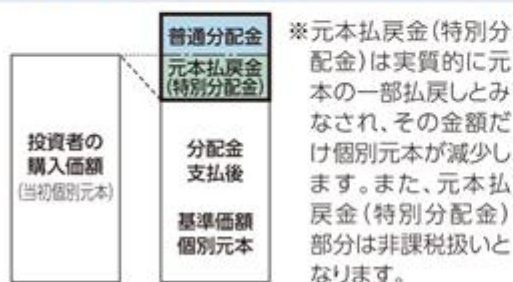 普通分配金
元本払戻金
(特別分配金)
投資者の
購入価額
(当初個別元本)
分配金
支払後
基準価額
個別元本
※元本払戻金(特別分
配金)は実質的に元
本の一部払戻しとみ
なされ、その金額だ
け個別元本が減少し
ます。また、元本払
戻金(特別分配金)
部分は非課税扱いと
なります。